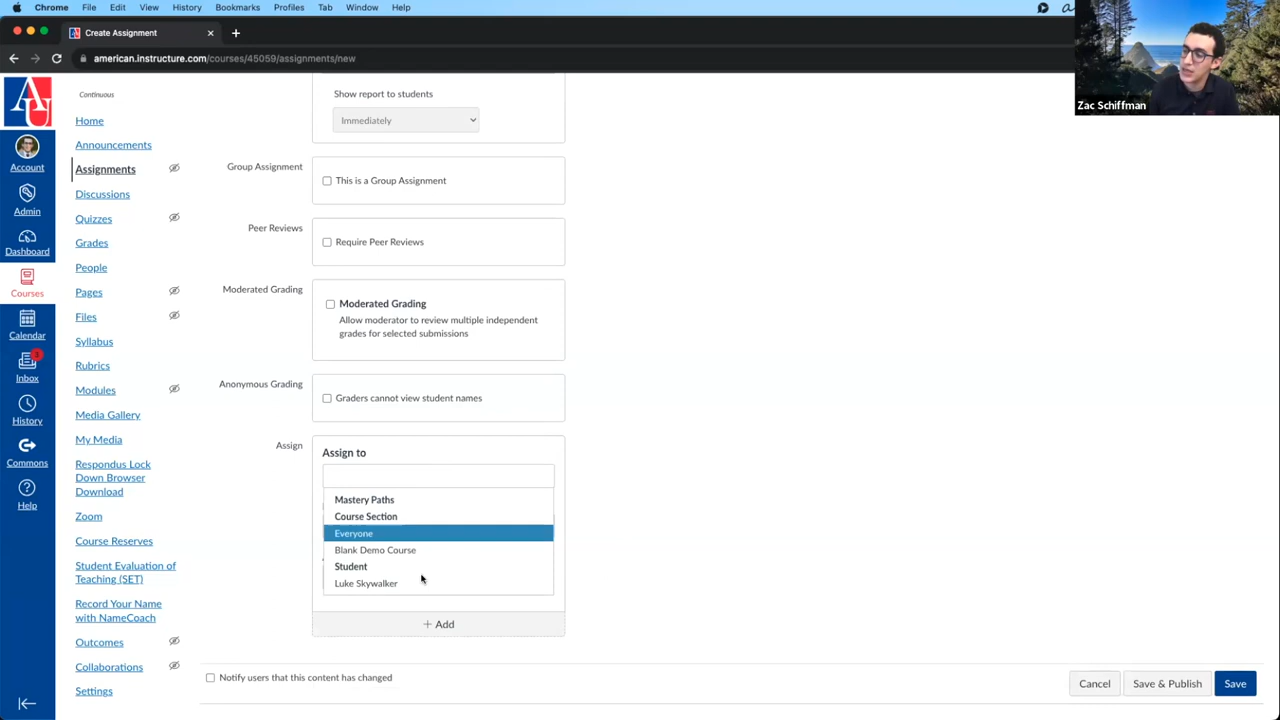 Chrome File Edit View History Bookmarks Profiles Tab Window Help
Create Assignment
american.instructure.com/courses/45059/assignments/new
Zac Schiffman
AU
Account
Admin
Dashboard
Courses
Calendar
3
Inbox
History
Commons
Help
Continuous
Home
Announcements
Assignments
Discussions
Quizzes
Grades
People
Pages
Files
Syllabus
Rubrics
Modules
Media Gallery
My Media
Respondus Lock
Down Browser
Download
Zoom
Course Reserves
Student Evaluation of
Teaching (SET)
Record Your Name
with NameCoach
Outcomes
Collaborations
Settings
Show report to students
Immediately
Group Assignment
This is a Group Assignment
Peer Reviews
Require Peer Reviews
Moderated Grading
Moderated Grading
Allow moderator to review multiple independent
grades for selected submissions
Anonymous Grading
Graders cannot view student names
Assign
Assign to
Mastery Paths
Course Section
Everyone
Blank Demo Course
Student
Luke Skywalker
+ Add
Notify users that this content has changed
Cancel
Save & Publish
Save